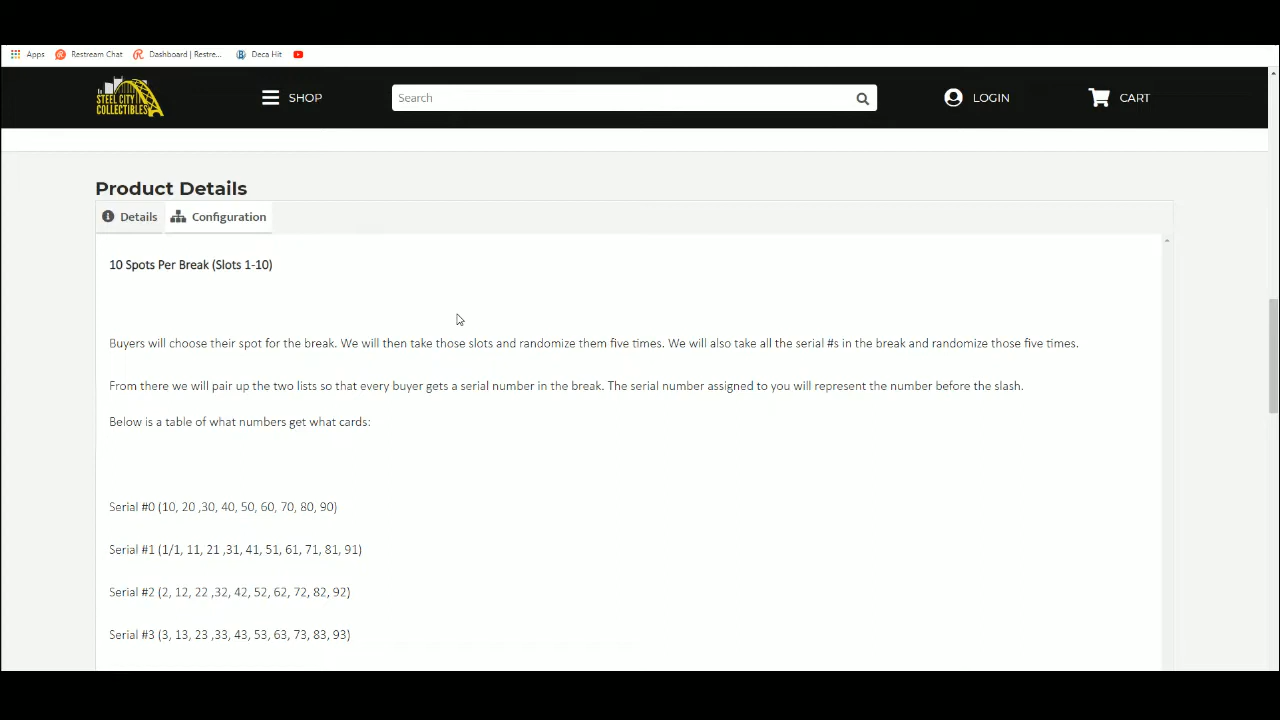 Apps Restream Chat Dashboard | Restre... Deca Hit
STEEL CITY
COLLECTIBLES
SHOP
Search
LOGIN
CART
Product Details
Details Configuration
10 Spots Per Break (Slots 1-10)
Buyers will choose their spot for the break. We will then take those slots and randomize them five times. We will also take all the serial #s in the break and randomize those five times.
From there we will pair up the two lists so that every buyer gets a serial number in the break. The serial number assigned to you will represent the number before the slash.
Below is a table of what numbers get what cards:
Serial #0 (10, 20 ,30, 40, 50, 60, 70, 80, 90)
Serial #1 (1/1, 11, 21 ,31, 41, 51, 61, 71, 81, 91)
Serial #2 (2, 12, 22 ,32, 42, 52, 62, 72, 82, 92)
Serial #3 (3, 13, 23 ,33, 43, 53, 63, 73, 83, 93)